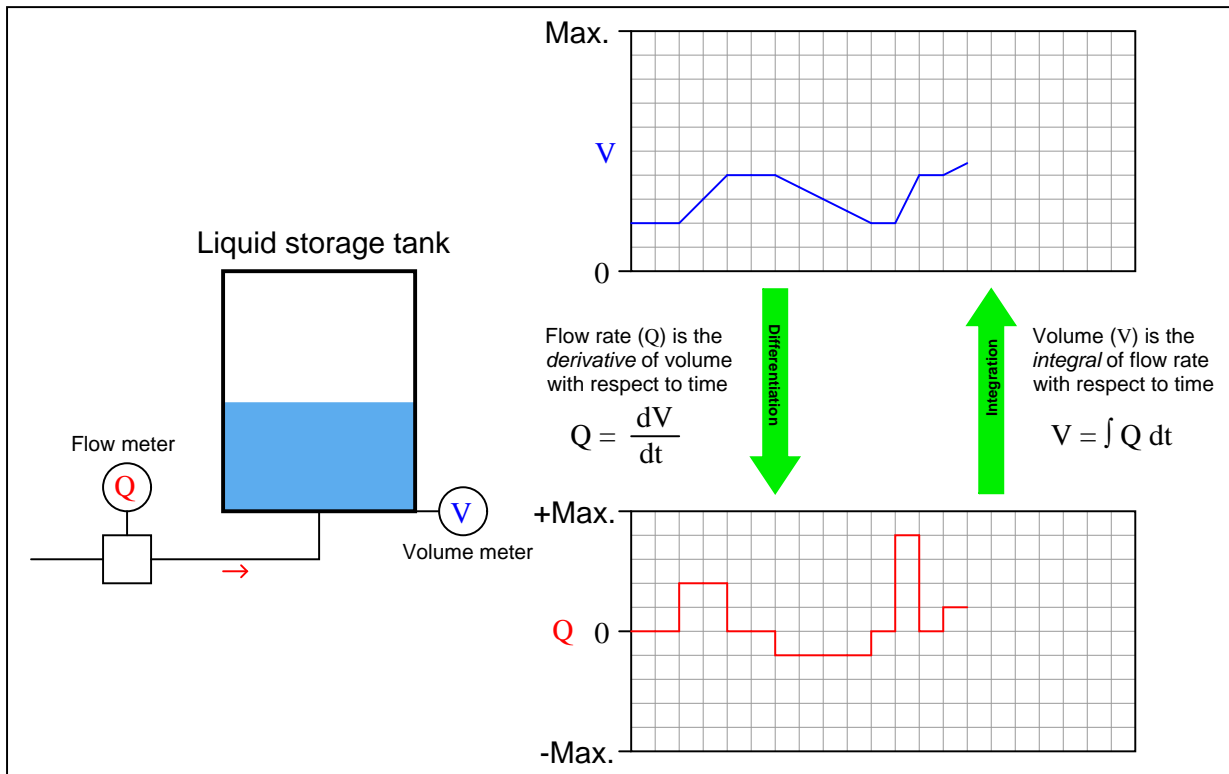 Max.
V
0
Liquid storage tank
Flow meter
Q
V
Volume meter
Flow rate (Q) is the
derivative of volume
with respect to time
Q = dV/dt
Differentiation
Integration
Volume (V) is the
integral of flow rate
with respect to time
V = ∫ Q dt
+Max.
Q 0
-Max.